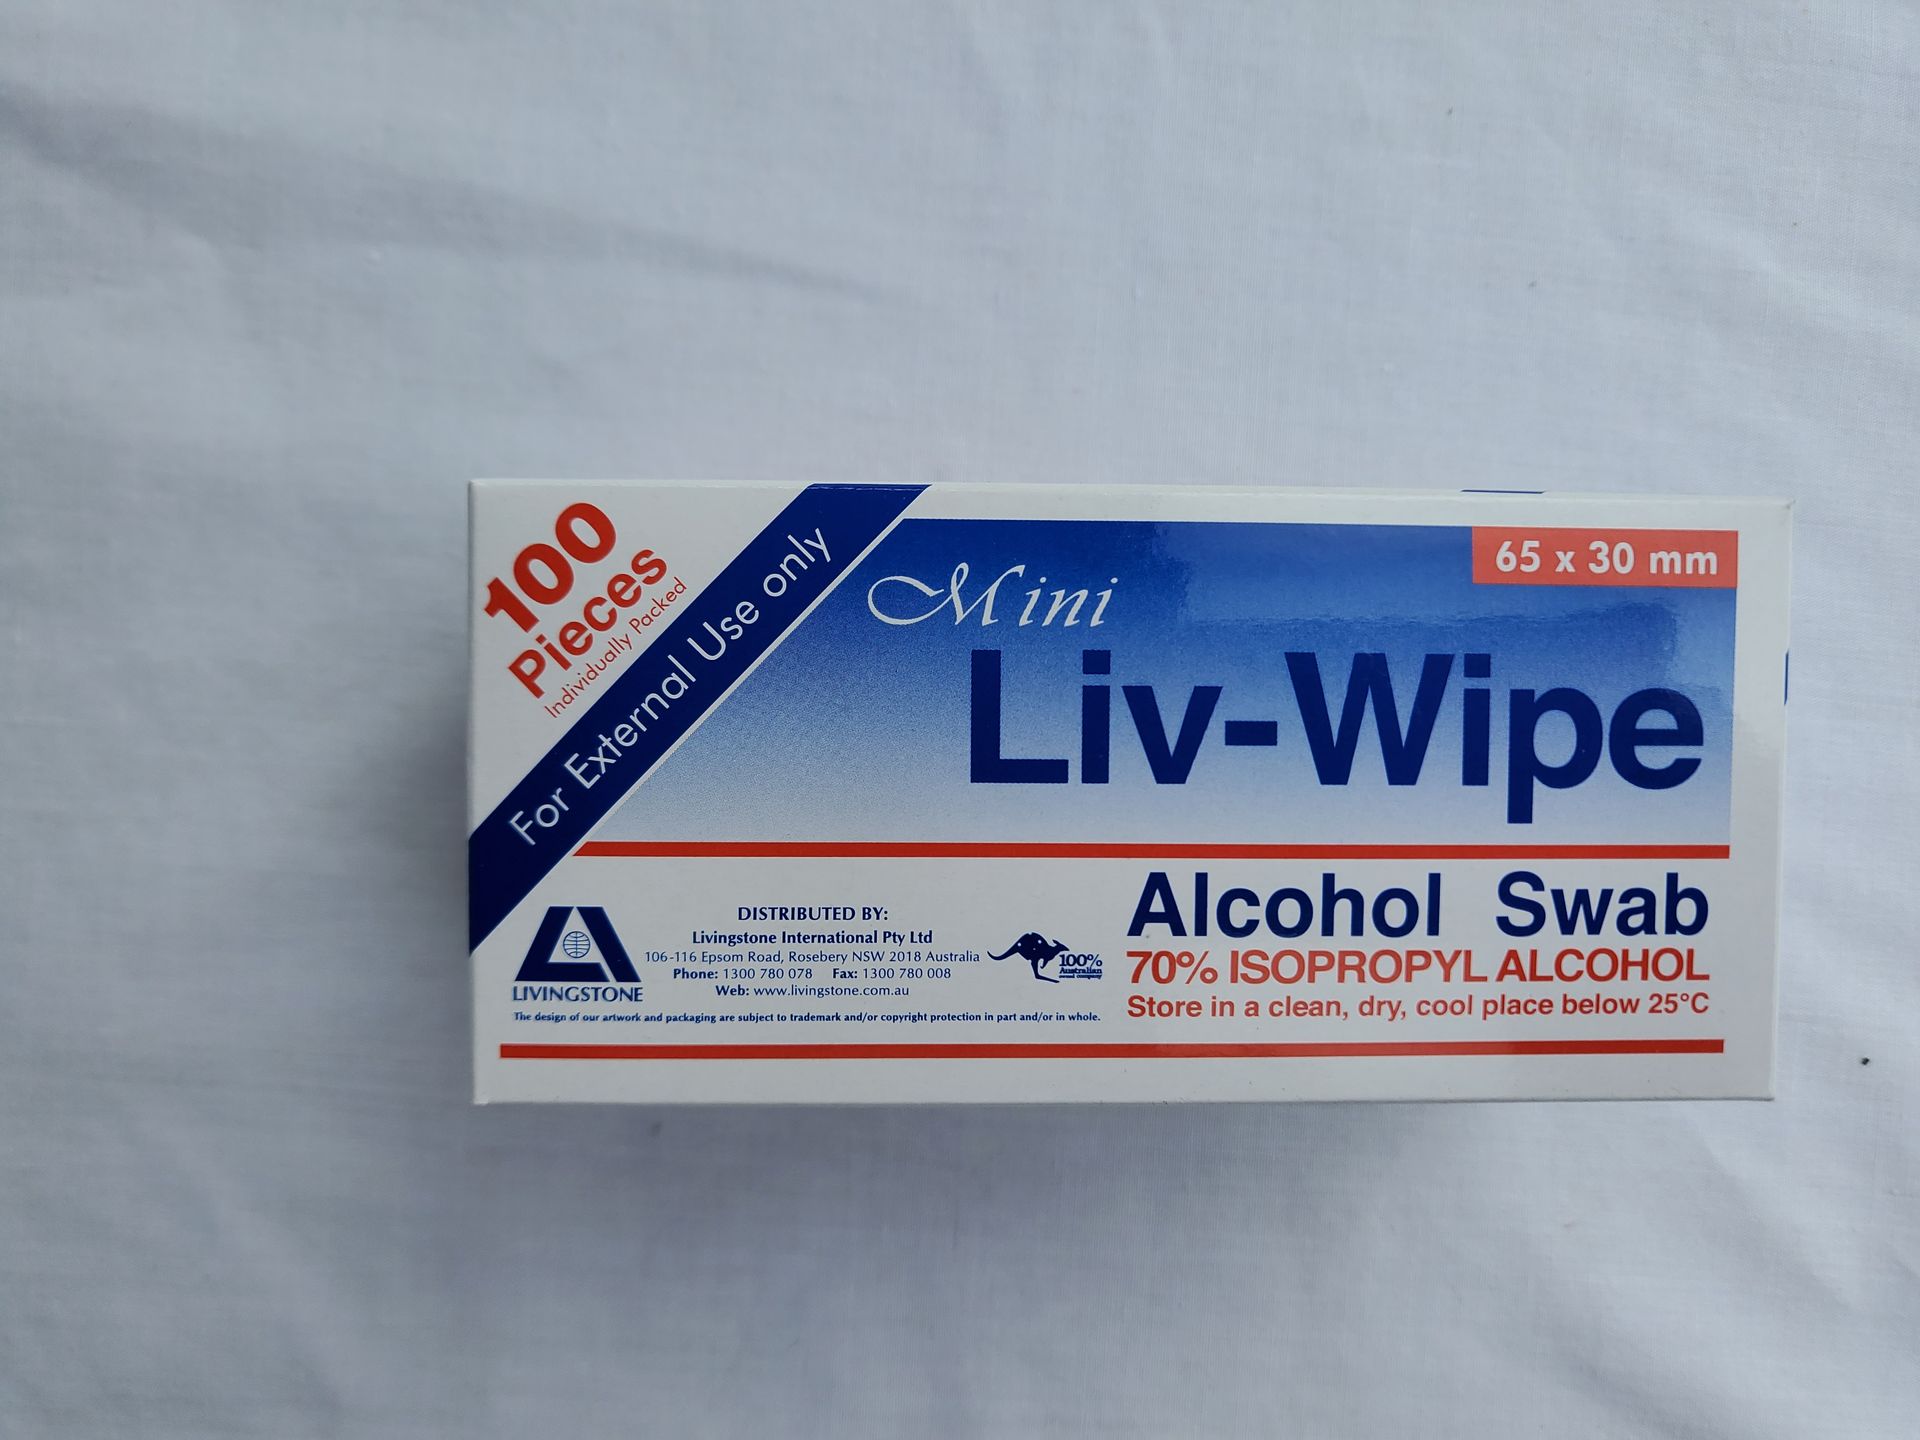 100
Pieces
Individually Packed
For External Use only
Mini
65 x 30 mm
Liv-Wipe
LIVINGSTONE
DISTRIBUTED BY:
Livingstone International Pty Ltd
106-116 Epsom Road, Rosebery NSW 2018 Australia
Phone: 1300 780 078 Fax: 1300 780 008
Web: www.livingstone.com.au
100%
Australian
owned company
The design of our artwork and packaging are subject to trademark and/or copyright protection in part and/or in whole.
Alcohol Swab
70% ISOPROPYL ALCOHOL
Store in a clean, dry, cool place below 25°C